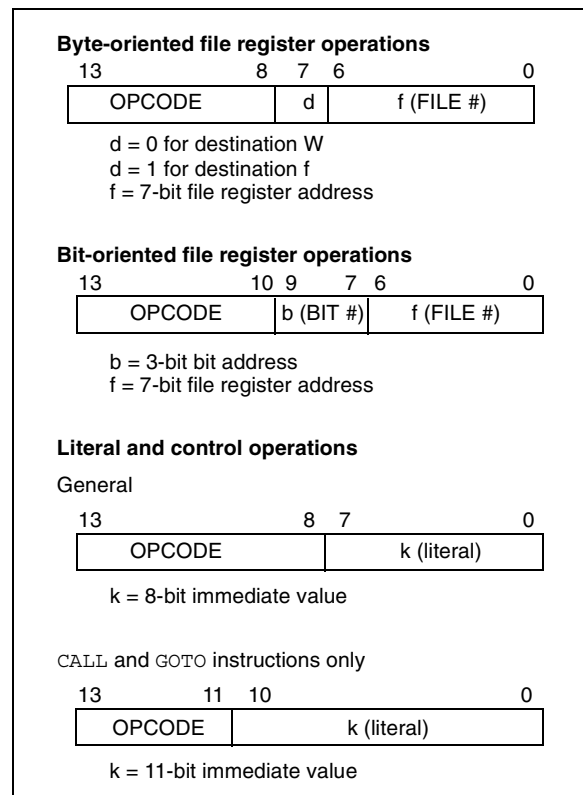 Byte-oriented file register operations
13 8 7 6 0
OPCODE d f (FILE #)
d = 0 for destination W
d = 1 for destination f
f = 7-bit file register address
Bit-oriented file register operations
13 10 9 7 6 0
OPCODE b (BIT #) f (FILE #)
b = 3-bit bit address
f = 7-bit file register address
Literal and control operations
General
13 8 7 0
OPCODE k (literal)
k = 8-bit immediate value
CALL and GOTO instructions only
13 11 10 0
OPCODE k (literal)
k = 11-bit immediate value